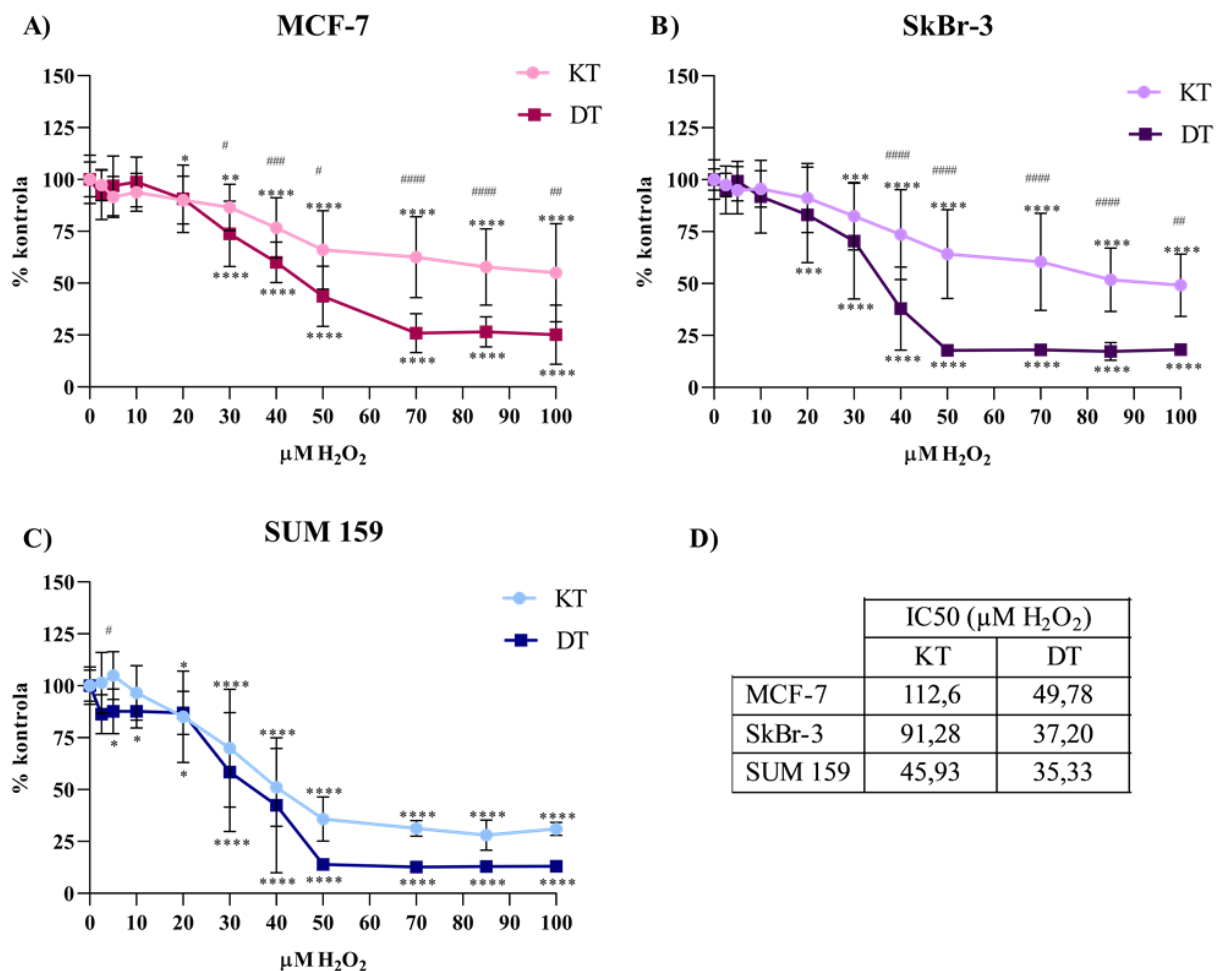 A)
MCF-7
KT
DT
150
125
100
75
50
25
0
% kontrola
# ### # #### #### ##
* ** **** **** **** **** ****
**** **** **** **** **** ****
0 10 20 30 40 50 60 70 80 90 100
µM H₂O₂
B)
SkBr-3
KT
DT
150
125
100
75
50
25
0
% kontrola
#### #### #### #### ##
*** **** **** **** **** ****
*** **** **** **** **** **** ****
0 10 20 30 40 50 60 70 80 90 100
µM H₂O₂
C)
SUM 159
KT
DT
150
125
100
75
50
25
0
% kontrola
#
* **** **** **** **** **** ****
* * * **** **** **** **** **** ****
0 10 20 30 40 50 60 70 80 90 100
µM H₂O₂
D)
IC50 (µM H₂O₂)
KT DT
MCF-7 112,6 49,78
SkBr-3 91,28 37,20
SUM 159 45,93 35,33